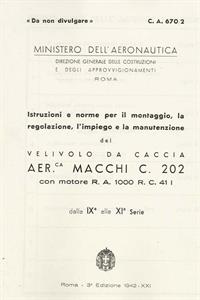 «Da non divulgare»
C. A. 670/2
MINISTERO DELL'AERONAUTICA
DIREZIONE GENERALE DELLE COSTRUZIONI
E DEGLI APPROVVIGIONAMENTI
ROMA
Istruzioni e norme per il montaggio, la
regolazione, l'impiego e la manutenzione
del
VELIVOLO DA CACCIA
AER.CA MACCHI C. 202
con motore R. A. 1000 R. C. 41 I
dalla IXª alla XIª Serie
Roma - 3ª Edizione 1942-XXI